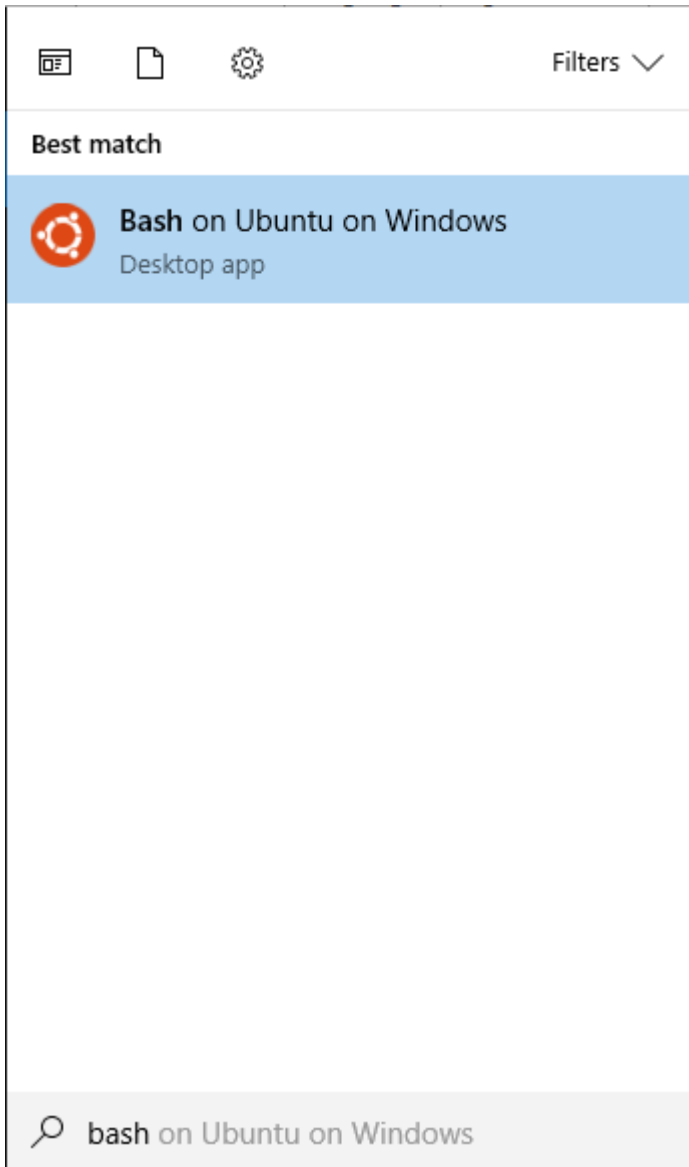 Filters
Best match
Bash on Ubuntu on Windows
Desktop app
bash on Ubuntu on Windows